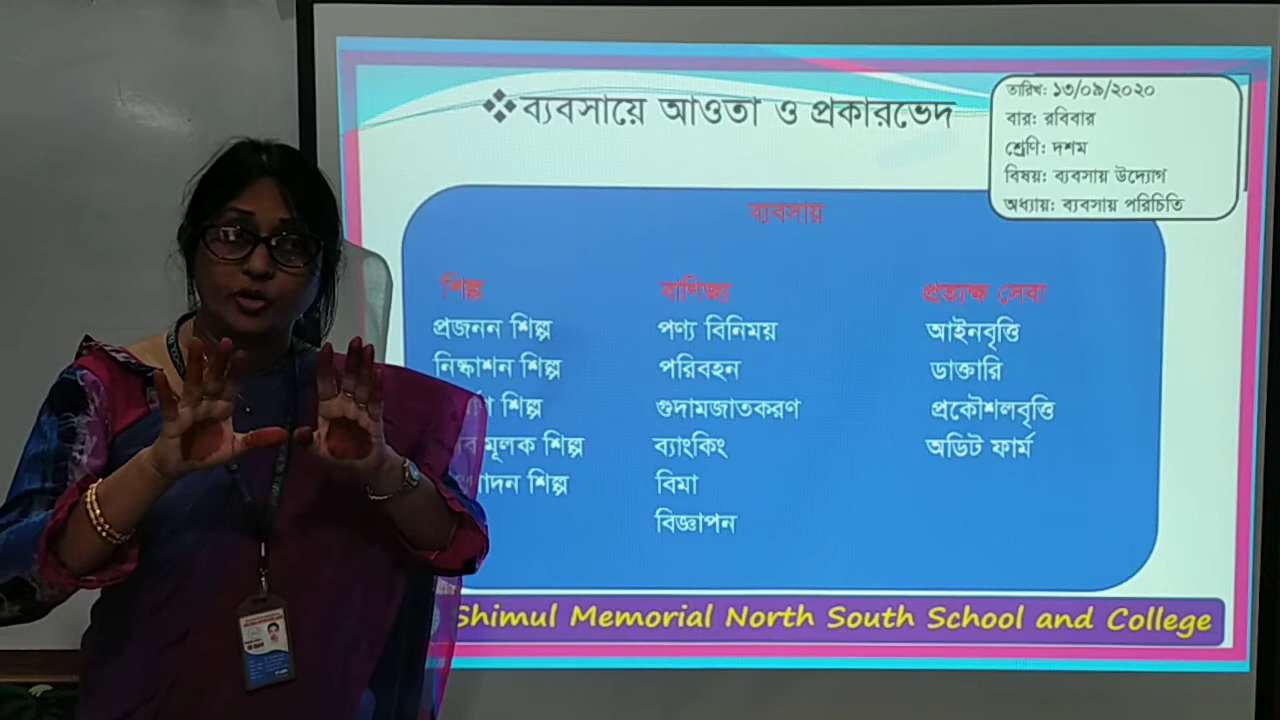 ❖ব্যবসায়ে আওতা ও প্রকারভেদ
তারিখ: ১৩/০৯/২০২০
বার: রবিবার
শ্রেণি: দশম
বিষয়: ব্যবসায় উদ্যোগ
অধ্যায়: ব্যবসায় পরিচিতি
ব্যবসায়
শিল্প বাণিজ্য প্রত্যক্ষ সেবা
প্রজনন শিল্প পণ্য বিনিময় আইনবৃত্তি
নিষ্কাশন শিল্প পরিবহন ডাক্তারি
শিল্প গুদামজাতকরণ প্রকৌশলবৃত্তি
মূলক শিল্প ব্যাংকিং অডিট ফার্ম
শিল্প বিমা
বিজ্ঞাপন
Shimul Memorial North South School and College